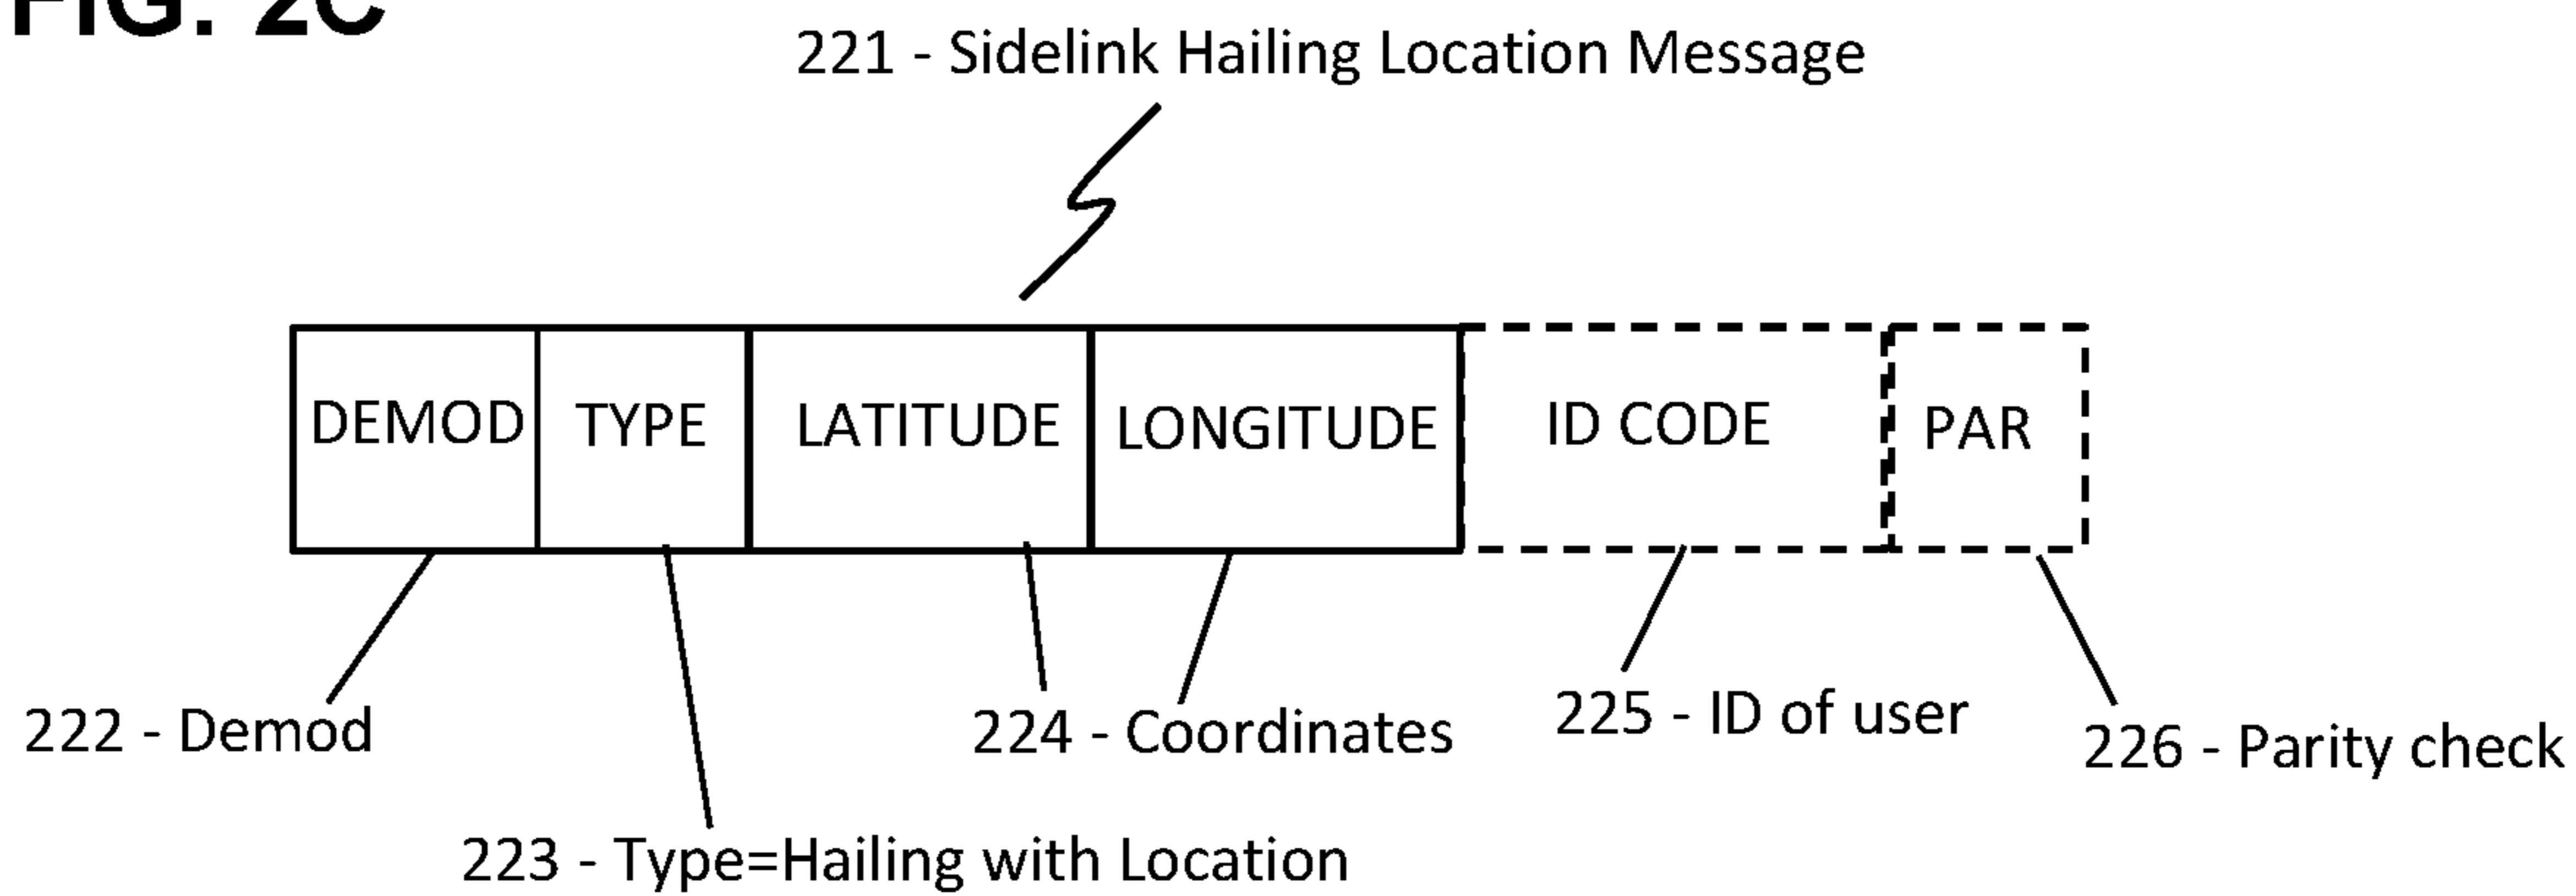 FIG. 2C
221 - Sidelink Hailing Location Message
DEMOD TYPE LATITUDE LONGITUDE ID CODE PAR
222 - Demod
224 - Coordinates
225 - ID of user
226 - Parity check
223 - Type=Hailing with Location